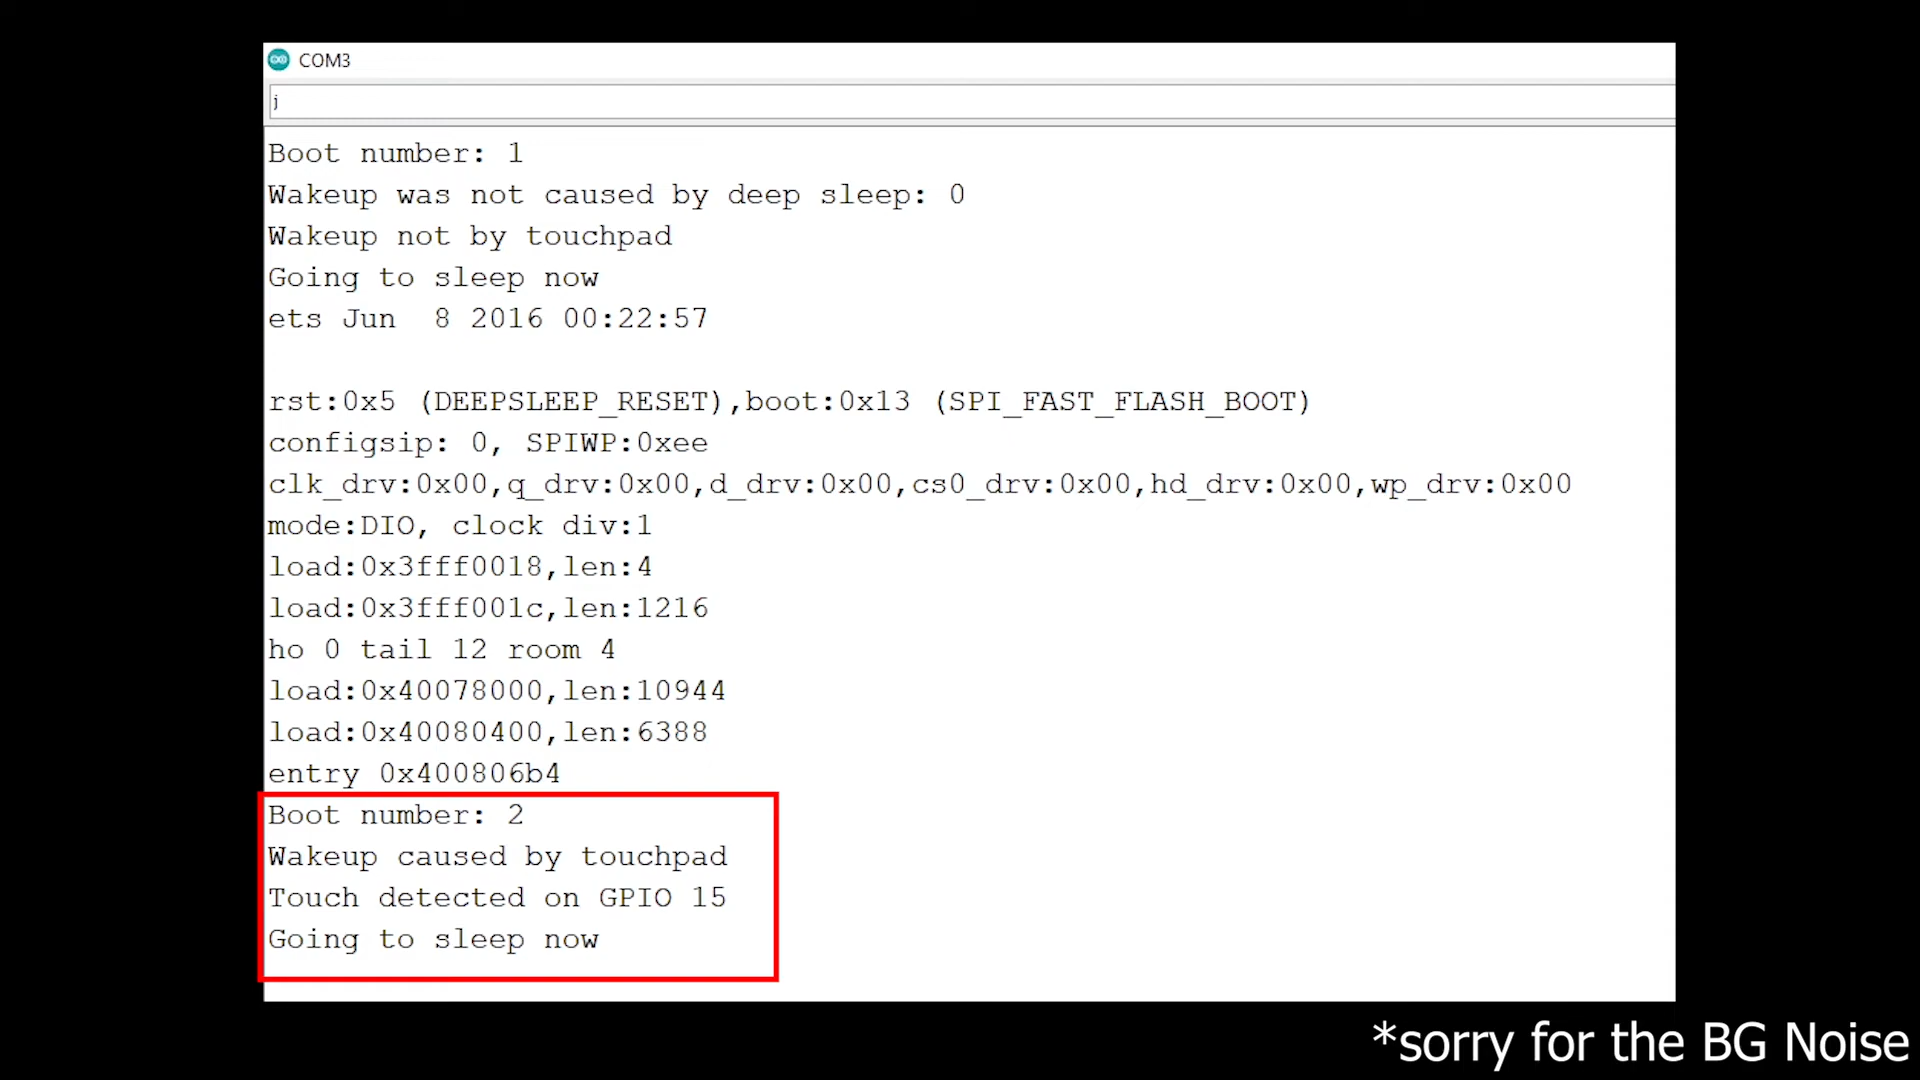 COM3
j
Boot number: 1
Wakeup was not caused by deep sleep: 0
Wakeup not by touchpad
Going to sleep now
ets Jun  8 2016 00:22:57
rst:0x5 (DEEPSLEEP_RESET),boot:0x13 (SPI_FAST_FLASH_BOOT)
configsip: 0, SPIWP:0xee
clk_drv:0x00,q_drv:0x00,d_drv:0x00,cs0_drv:0x00,hd_drv:0x00,wp_drv:0x00
mode:DIO, clock div:1
load:0x3fff0018,len:4
load:0x3fff001c,len:1216
ho 0 tail 12 room 4
load:0x40078000,len:10944
load:0x40080400,len:6388
entry 0x400806b4
Boot number: 2
Wakeup caused by touchpad
Touch detected on GPIO 15
Going to sleep now
*sorry for the BG Noise